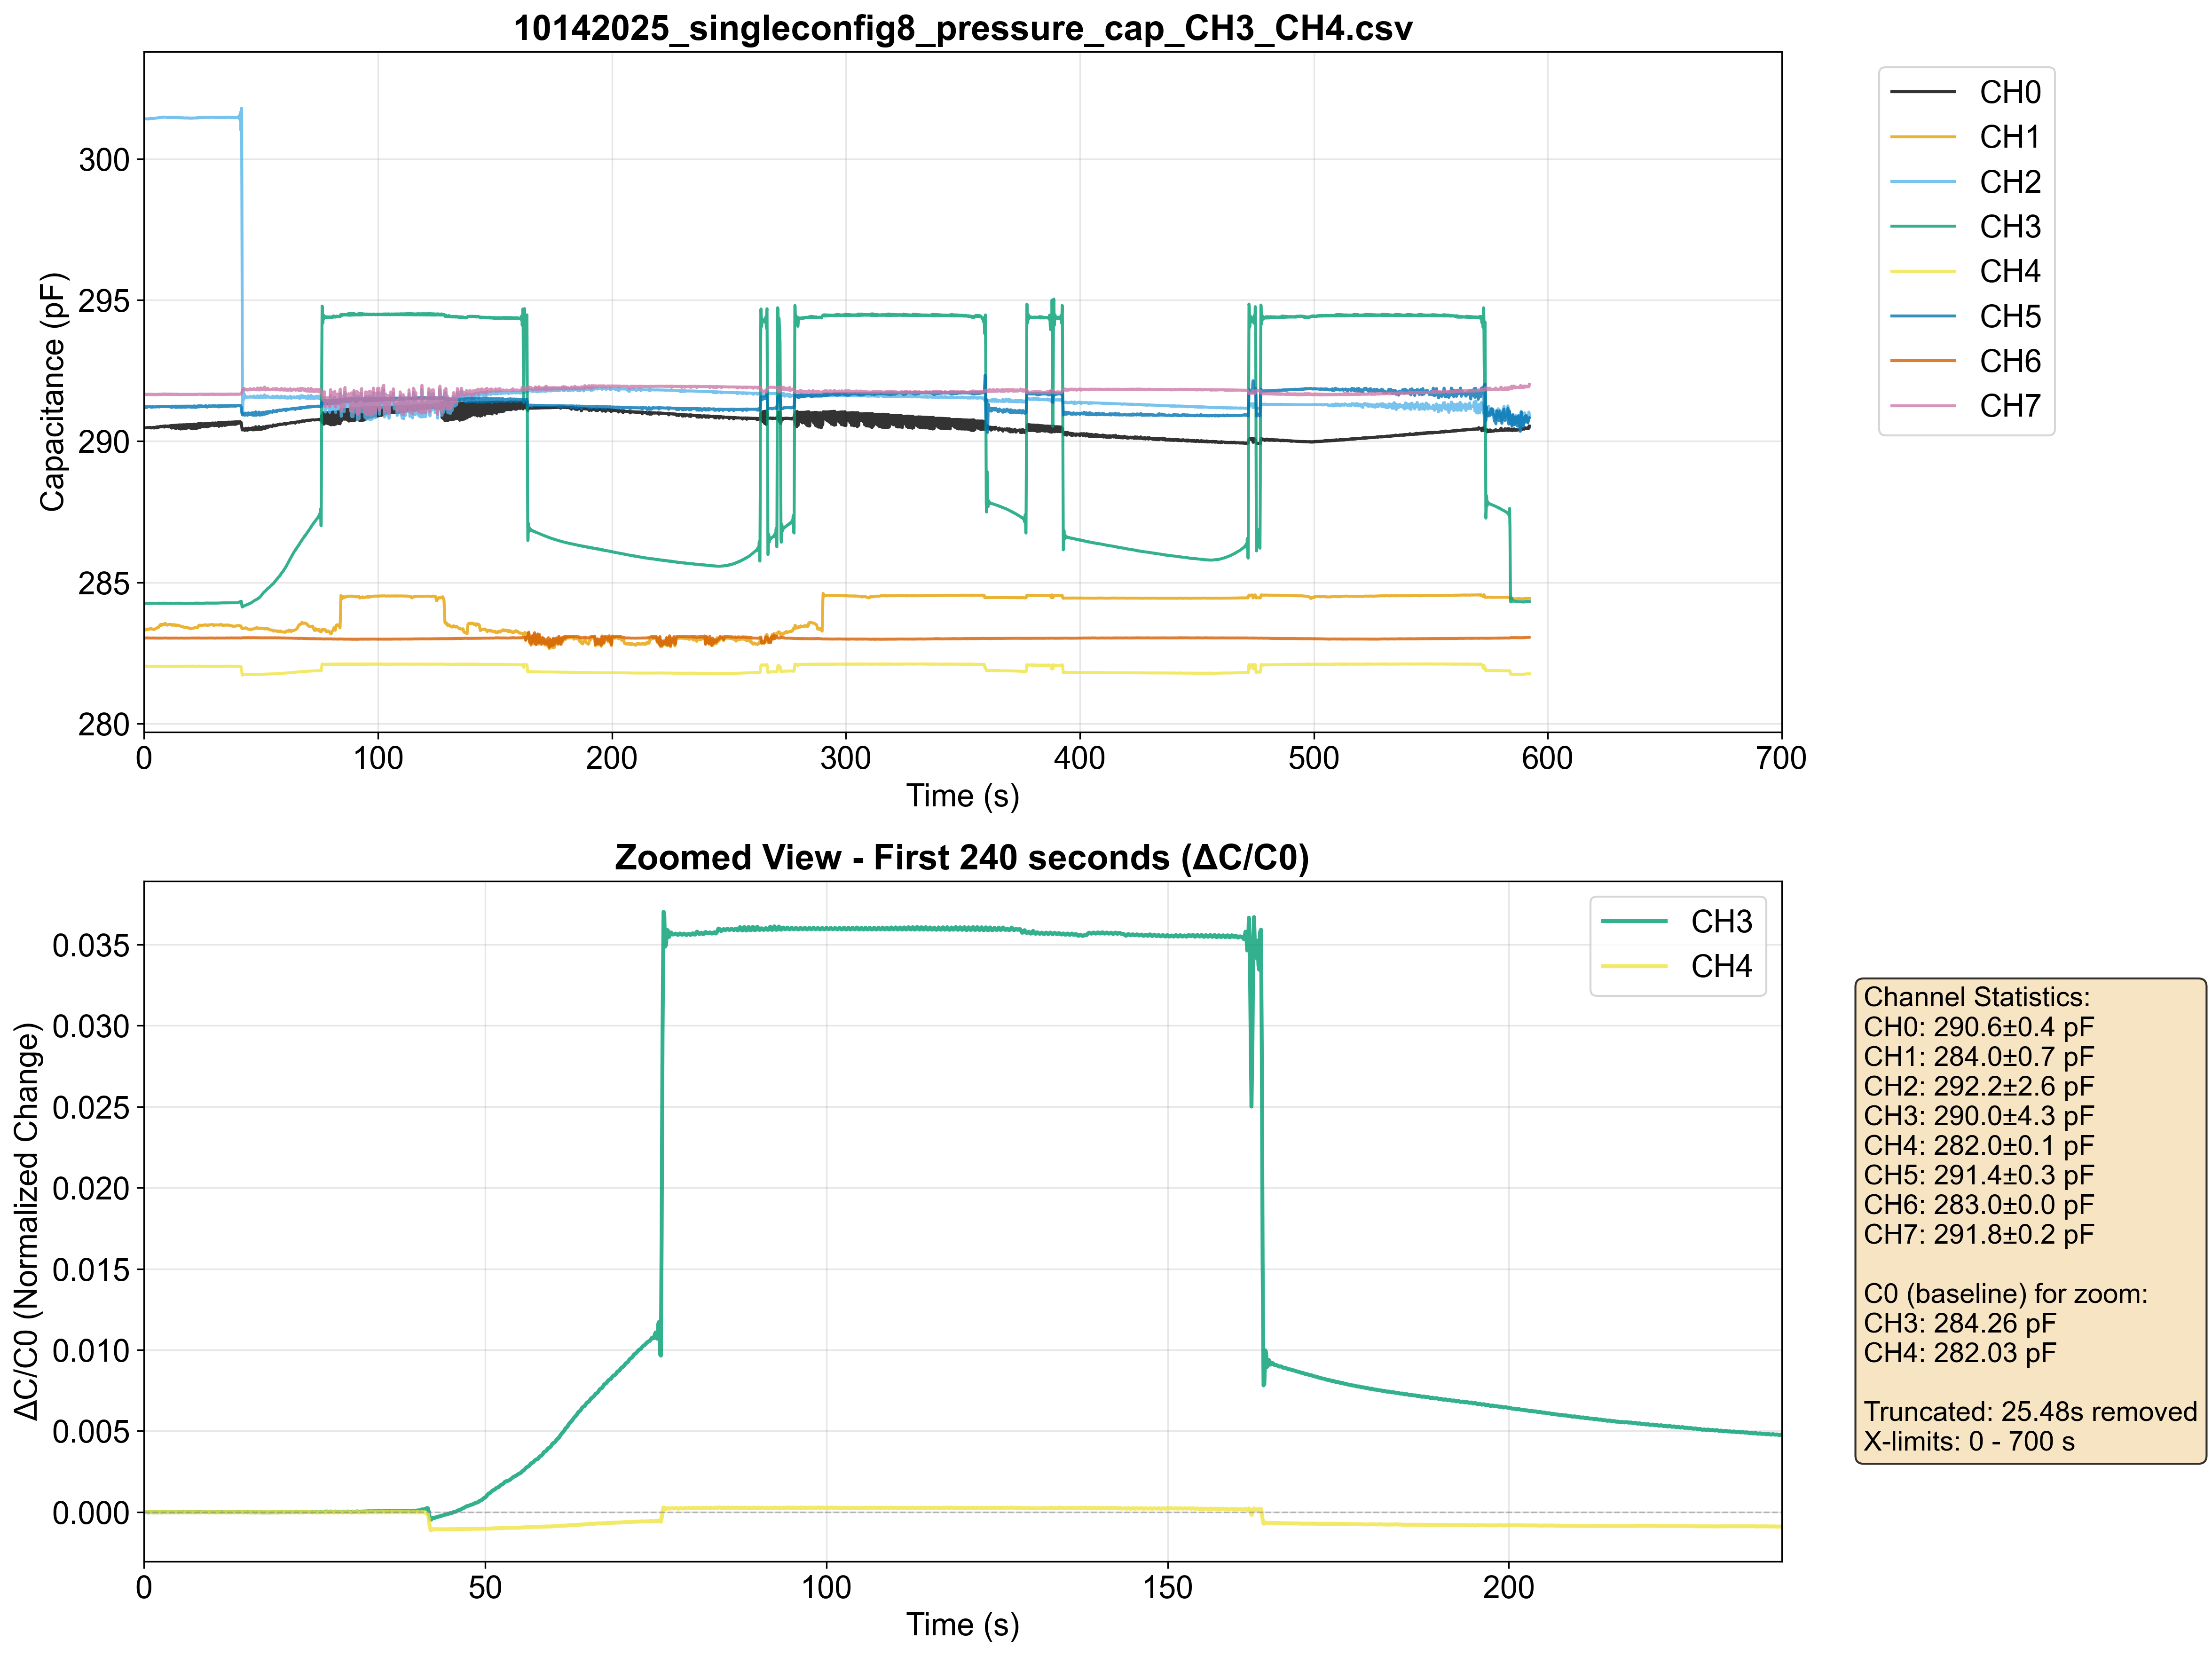 10142025_singleconfig8_pressure_cap_CH3_CH4.csv
Capacitance (pF)
300
295
290
285
280
0 100 200 300 400 500 600 700
Time (s)
CH0
CH1
CH2
CH3
CH4
CH5
CH6
CH7
Zoomed View - First 240 seconds (ΔC/C0)
ΔC/C0 (Normalized Change)
0.035
0.030
0.025
0.020
0.015
0.010
0.005
0.000
0 50 100 150 200
Time (s)
CH3
CH4
Channel Statistics:
CH0: 290.6±0.4 pF
CH1: 284.0±0.7 pF
CH2: 292.2±2.6 pF
CH3: 290.0±4.3 pF
CH4: 282.0±0.1 pF
CH5: 291.4±0.3 pF
CH6: 283.0±0.0 pF
CH7: 291.8±0.2 pF
C0 (baseline) for zoom:
CH3: 284.26 pF
CH4: 282.03 pF
Truncated: 25.48s removed
X-limits: 0 - 700 s